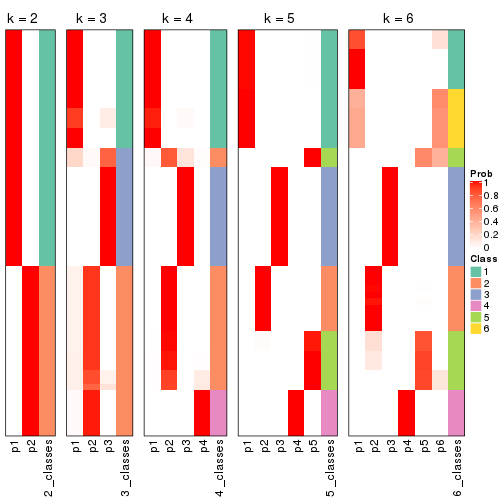 k = 2
k = 3
k = 4
k = 5
k = 6
p1
p2
2_classes
p1
p2
p3
3_classes
p1
p2
p3
p4
4_classes
p1
p2
p3
p4
p5
5_classes
p1
p2
p3
p4
p5
p6
6_classes
Prob
1
0.8
0.6
0.4
0.2
0
Class
1
2
3
4
5
6